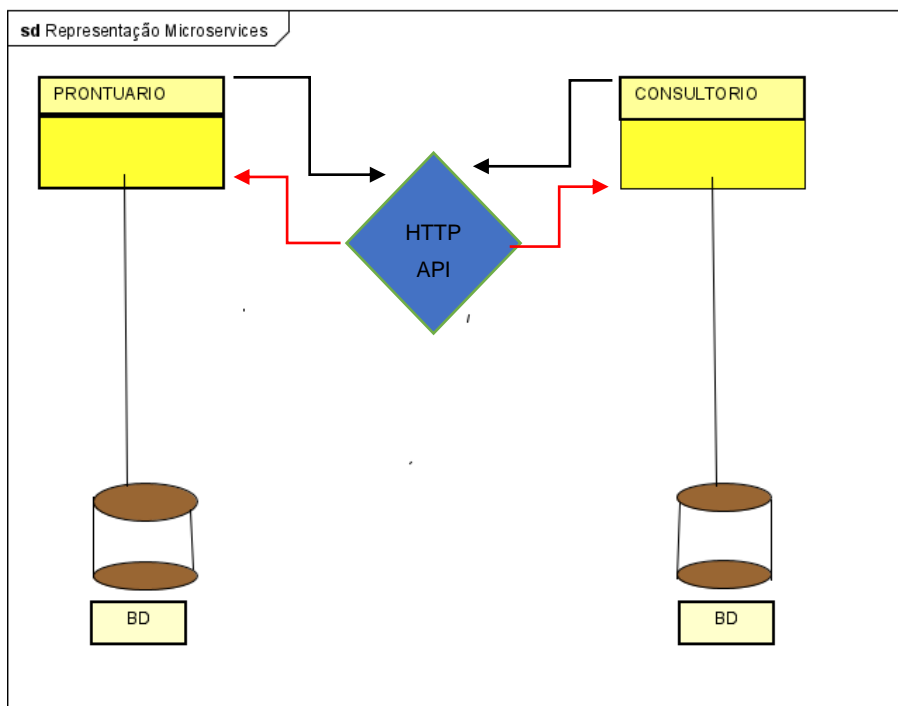 sd Representação Microservices
PRONTUARIO
CONSULTORIO
HTTP
API
BD
BD